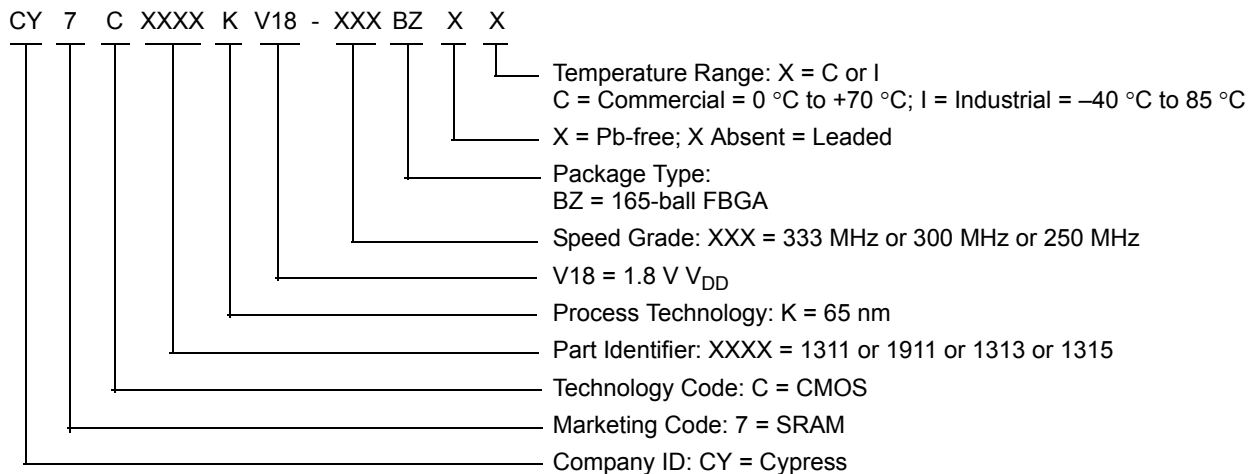 CY 7 C XXXX K V18 - XXX BZ X X
Temperature Range: X = C or I
C = Commercial = 0 °C to +70 °C; I = Industrial = –40 °C to 85 °C
X = Pb-free; X Absent = Leaded
Package Type:
BZ = 165-ball FBGA
Speed Grade: XXX = 333 MHz or 300 MHz or 250 MHz
V18 = 1.8 V VDD
Process Technology: K = 65 nm
Part Identifier: XXXX = 1311 or 1911 or 1313 or 1315
Technology Code: C = CMOS
Marketing Code: 7 = SRAM
Company ID: CY = Cypress